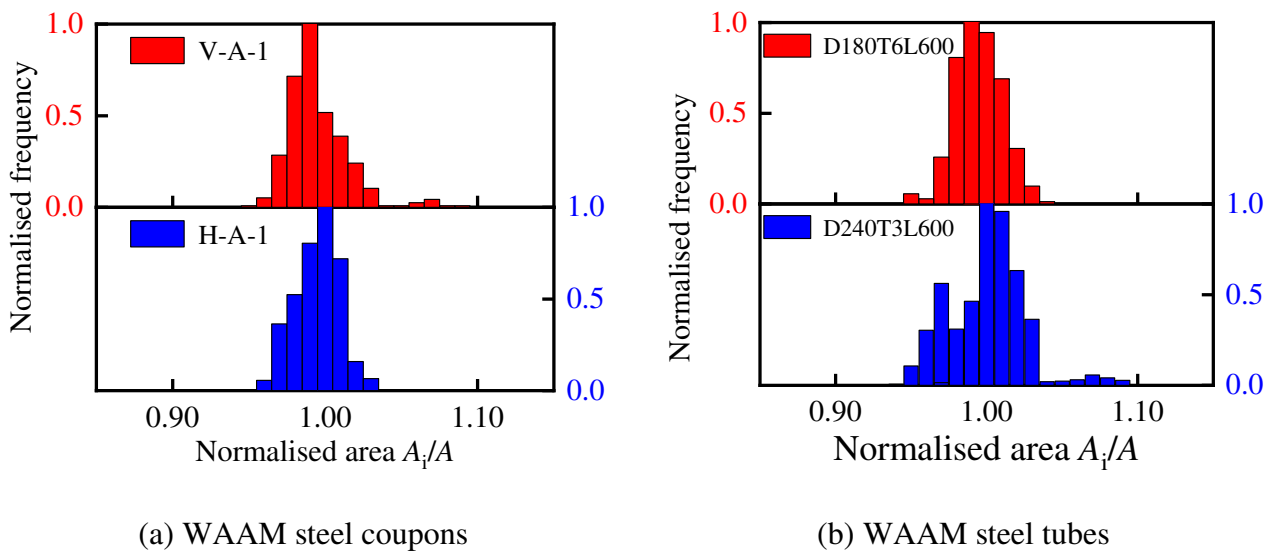 1.0
V-A-1
0.5
0.0
1.0
H-A-1
0.5
0.0
Normalised frequency
0.90 1.00 1.10
Normalised area Ai/A
(a) WAAM steel coupons
1.0
D180T6L600
0.5
0.0
1.0
D240T3L600
0.5
0.0
Normalised frequency
0.90 1.00 1.10
Normalised area Ai/A
(b) WAAM steel tubes